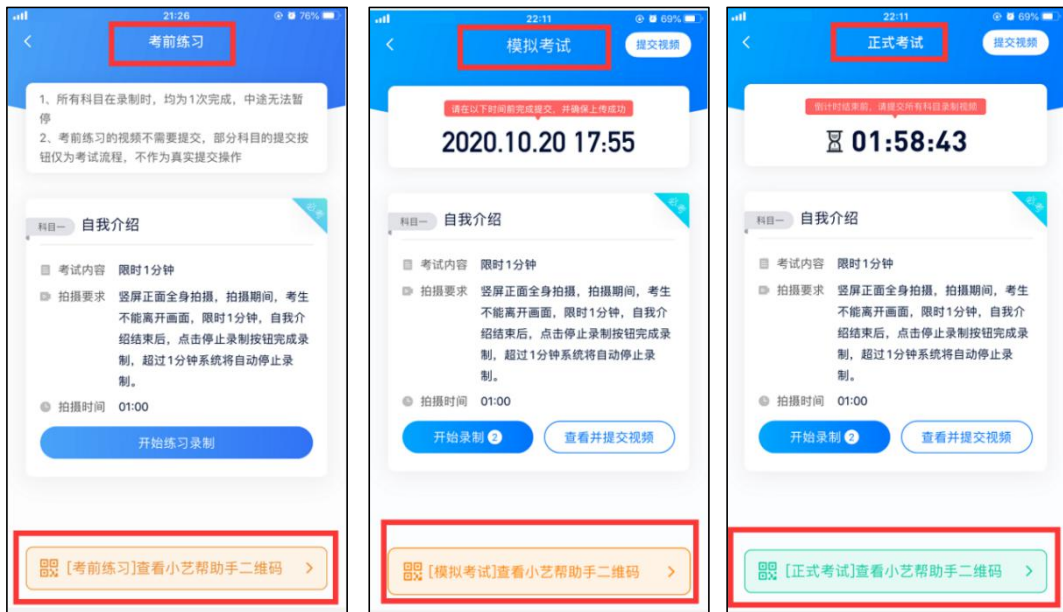 21:26
76%
考前练习
1、所有科目在录制时，均为1次完成，中途无法暂
停
2、考前练习的视频不需要提交，部分科目的提交按
钮仅为考试流程，不作为真实提交操作
必考
科目一 自我介绍
考试内容 限时1分钟
拍摄要求 竖屏正面全身拍摄，拍摄期间，考生
不能离开画面，限时1分钟，自我介
绍结束后，点击停止录制按钮完成录
制，超过1分钟系统将自动停止录
制。
拍摄时间 01:00
开始练习录制
[考前练习]查看小艺帮助手二维码
22:11
69%
模拟考试
提交视频
请在以下时间前完成提交，并确保上传成功
2020.10.20 17:55
必考
科目一 自我介绍
考试内容 限时1分钟
拍摄要求 竖屏正面全身拍摄，拍摄期间，考生
不能离开画面，限时1分钟，自我介
绍结束后，点击停止录制按钮完成录
制，超过1分钟系统将自动停止录
制。
拍摄时间 01:00
开始录制 2 查看并提交视频
[模拟考试]查看小艺帮助手二维码
22:11
69%
正式考试
提交视频
倒计时结束前，请提交所有科目录制视频
01:58:43
必考
科目一 自我介绍
考试内容 限时1分钟
拍摄要求 竖屏正面全身拍摄，拍摄期间，考生
不能离开画面，限时1分钟，自我介
绍结束后，点击停止录制按钮完成录
制，超过1分钟系统将自动停止录
制。
拍摄时间 01:00
开始录制 2 查看并提交视频
[正式考试]查看小艺帮助手二维码